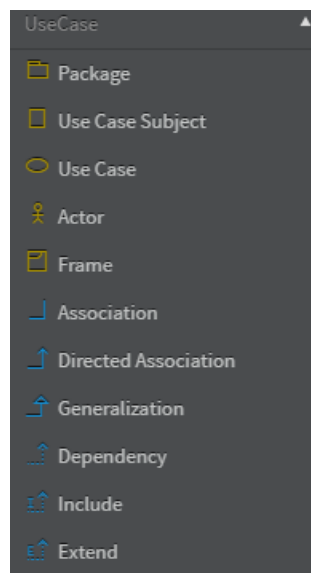 UseCase
Package
Use Case Subject
Use Case
Actor
Frame
Association
Directed Association
Generalization
Dependency
Include
Extend